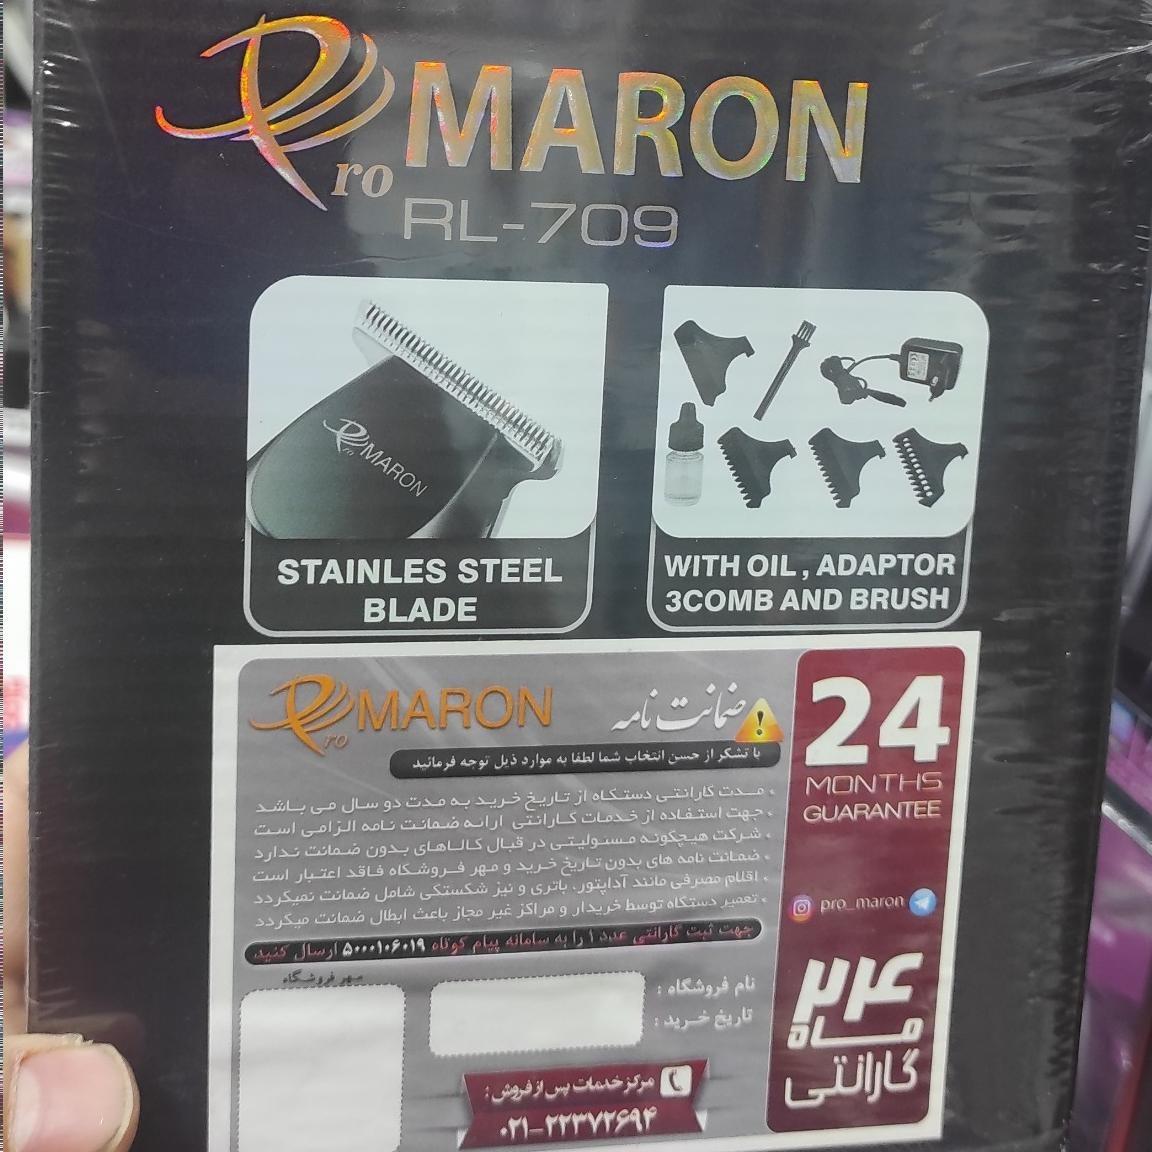 Pro MARON
RL-709
Pro MARON
STAINLES STEEL
BLADE
WITH OIL, ADAPTOR
3COMB AND BRUSH
Pro MARON
ضمانت نامه
با تشکر از حسن انتخاب شما لطفا به موارد ذیل توجه فرمائید
• مدت گارانتی دستگاه از تاریخ خرید به مدت دو سال می باشد
• جهت استفاده از خدمات گارانتی ارائه ضمانت نامه الزامی است
• شرکت هیچگونه مسئولیتی در قبال کالاهای بدون ضمانت ندارد
• ضمانت نامه های بدون تاریخ خرید و مهر فروشگاه فاقد اعتبار است
• اقلام مصرفی مانند آداپتور، باتری و نیز شکستگی شامل ضمانت نمیگردد
• تعمیر دستگاه توسط خریدار و مراکز غیر مجاز باعث ابطال ضمانت میگردد
جهت ثبت گارانتی عدد ۱ را به سامانه پیام کوتاه ۵۰۰۰۱۰۶۰۱۹ ارسال کنید
مهر فروشگاه
نام فروشگاه :
تاریخ خرید :
مرکز خدمات پس از فروش :
۰۲۱-۲۲۳۷۲۶۹۴
24
MONTHS
GUARANTEE
pro_maron
۲۴
ماه
گارانتی